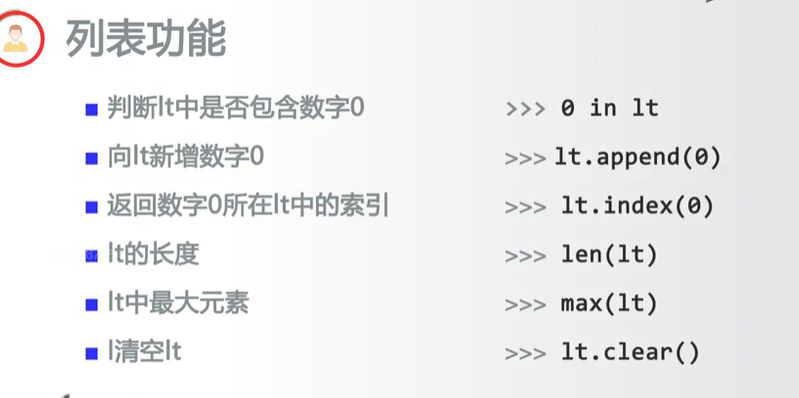 列表功能
判断lt中是否包含数字0 >>> 0 in lt
向lt新增数字0 >>> lt.append(0)
返回数字0所在lt中的索引 >>> lt.index(0)
lt的长度 >>> len(lt)
lt中最大元素 >>> max(lt)
l清空lt >>> lt.clear()